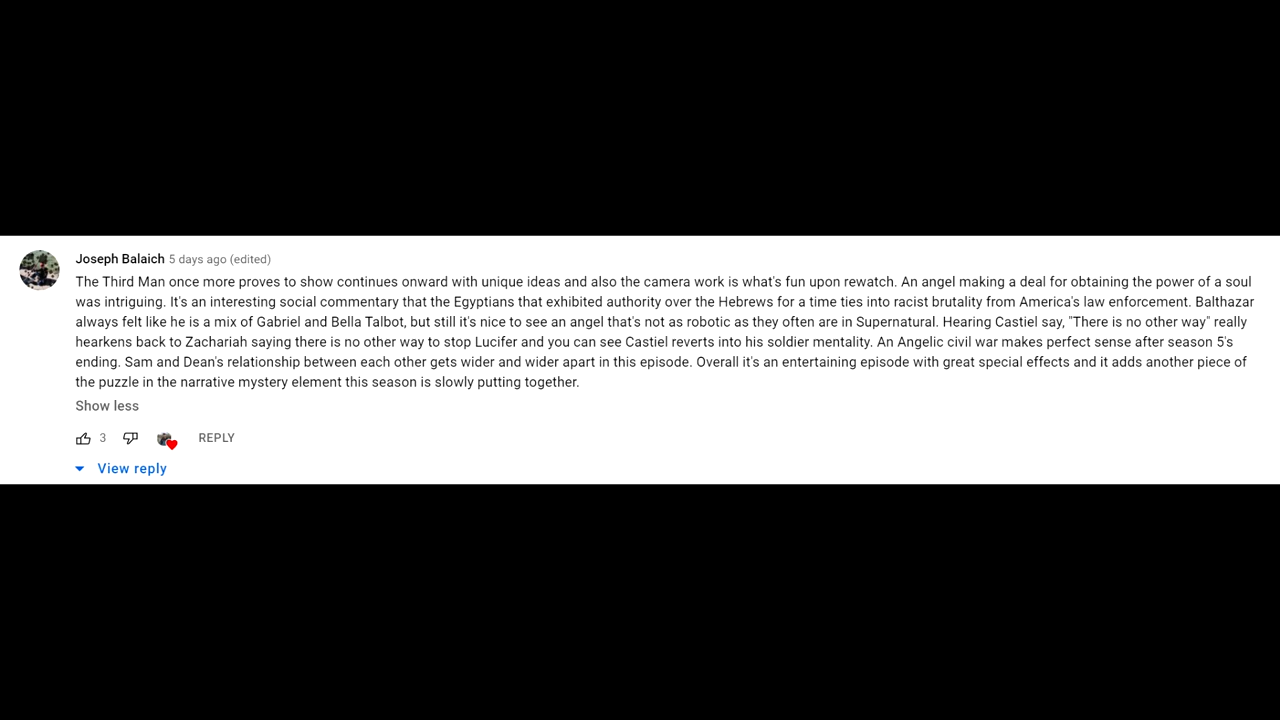 Joseph Balaich 5 days ago (edited)
The Third Man once more proves to show continues onward with unique ideas and also the camera work is what's fun upon rewatch. An angel making a deal for obtaining the power of a soul
was intriguing. It's an interesting social commentary that the Egyptians that exhibited authority over the Hebrews for a time ties into racist brutality from America's law enforcement. Balthazar
always felt like he is a mix of Gabriel and Bella Talbot, but still it's nice to see an angel that's not as robotic as they often are in Supernatural. Hearing Castiel say, "There is no other way" really
hearkens back to Zachariah saying there is no other way to stop Lucifer and you can see Castiel reverts into his soldier mentality. An Angelic civil war makes perfect sense after season 5's
ending. Sam and Dean's relationship between each other gets wider and wider apart in this episode. Overall it's an entertaining episode with great special effects and it adds another piece of
the puzzle in the narrative mystery element this season is slowly putting together.
Show less
3 REPLY
View reply